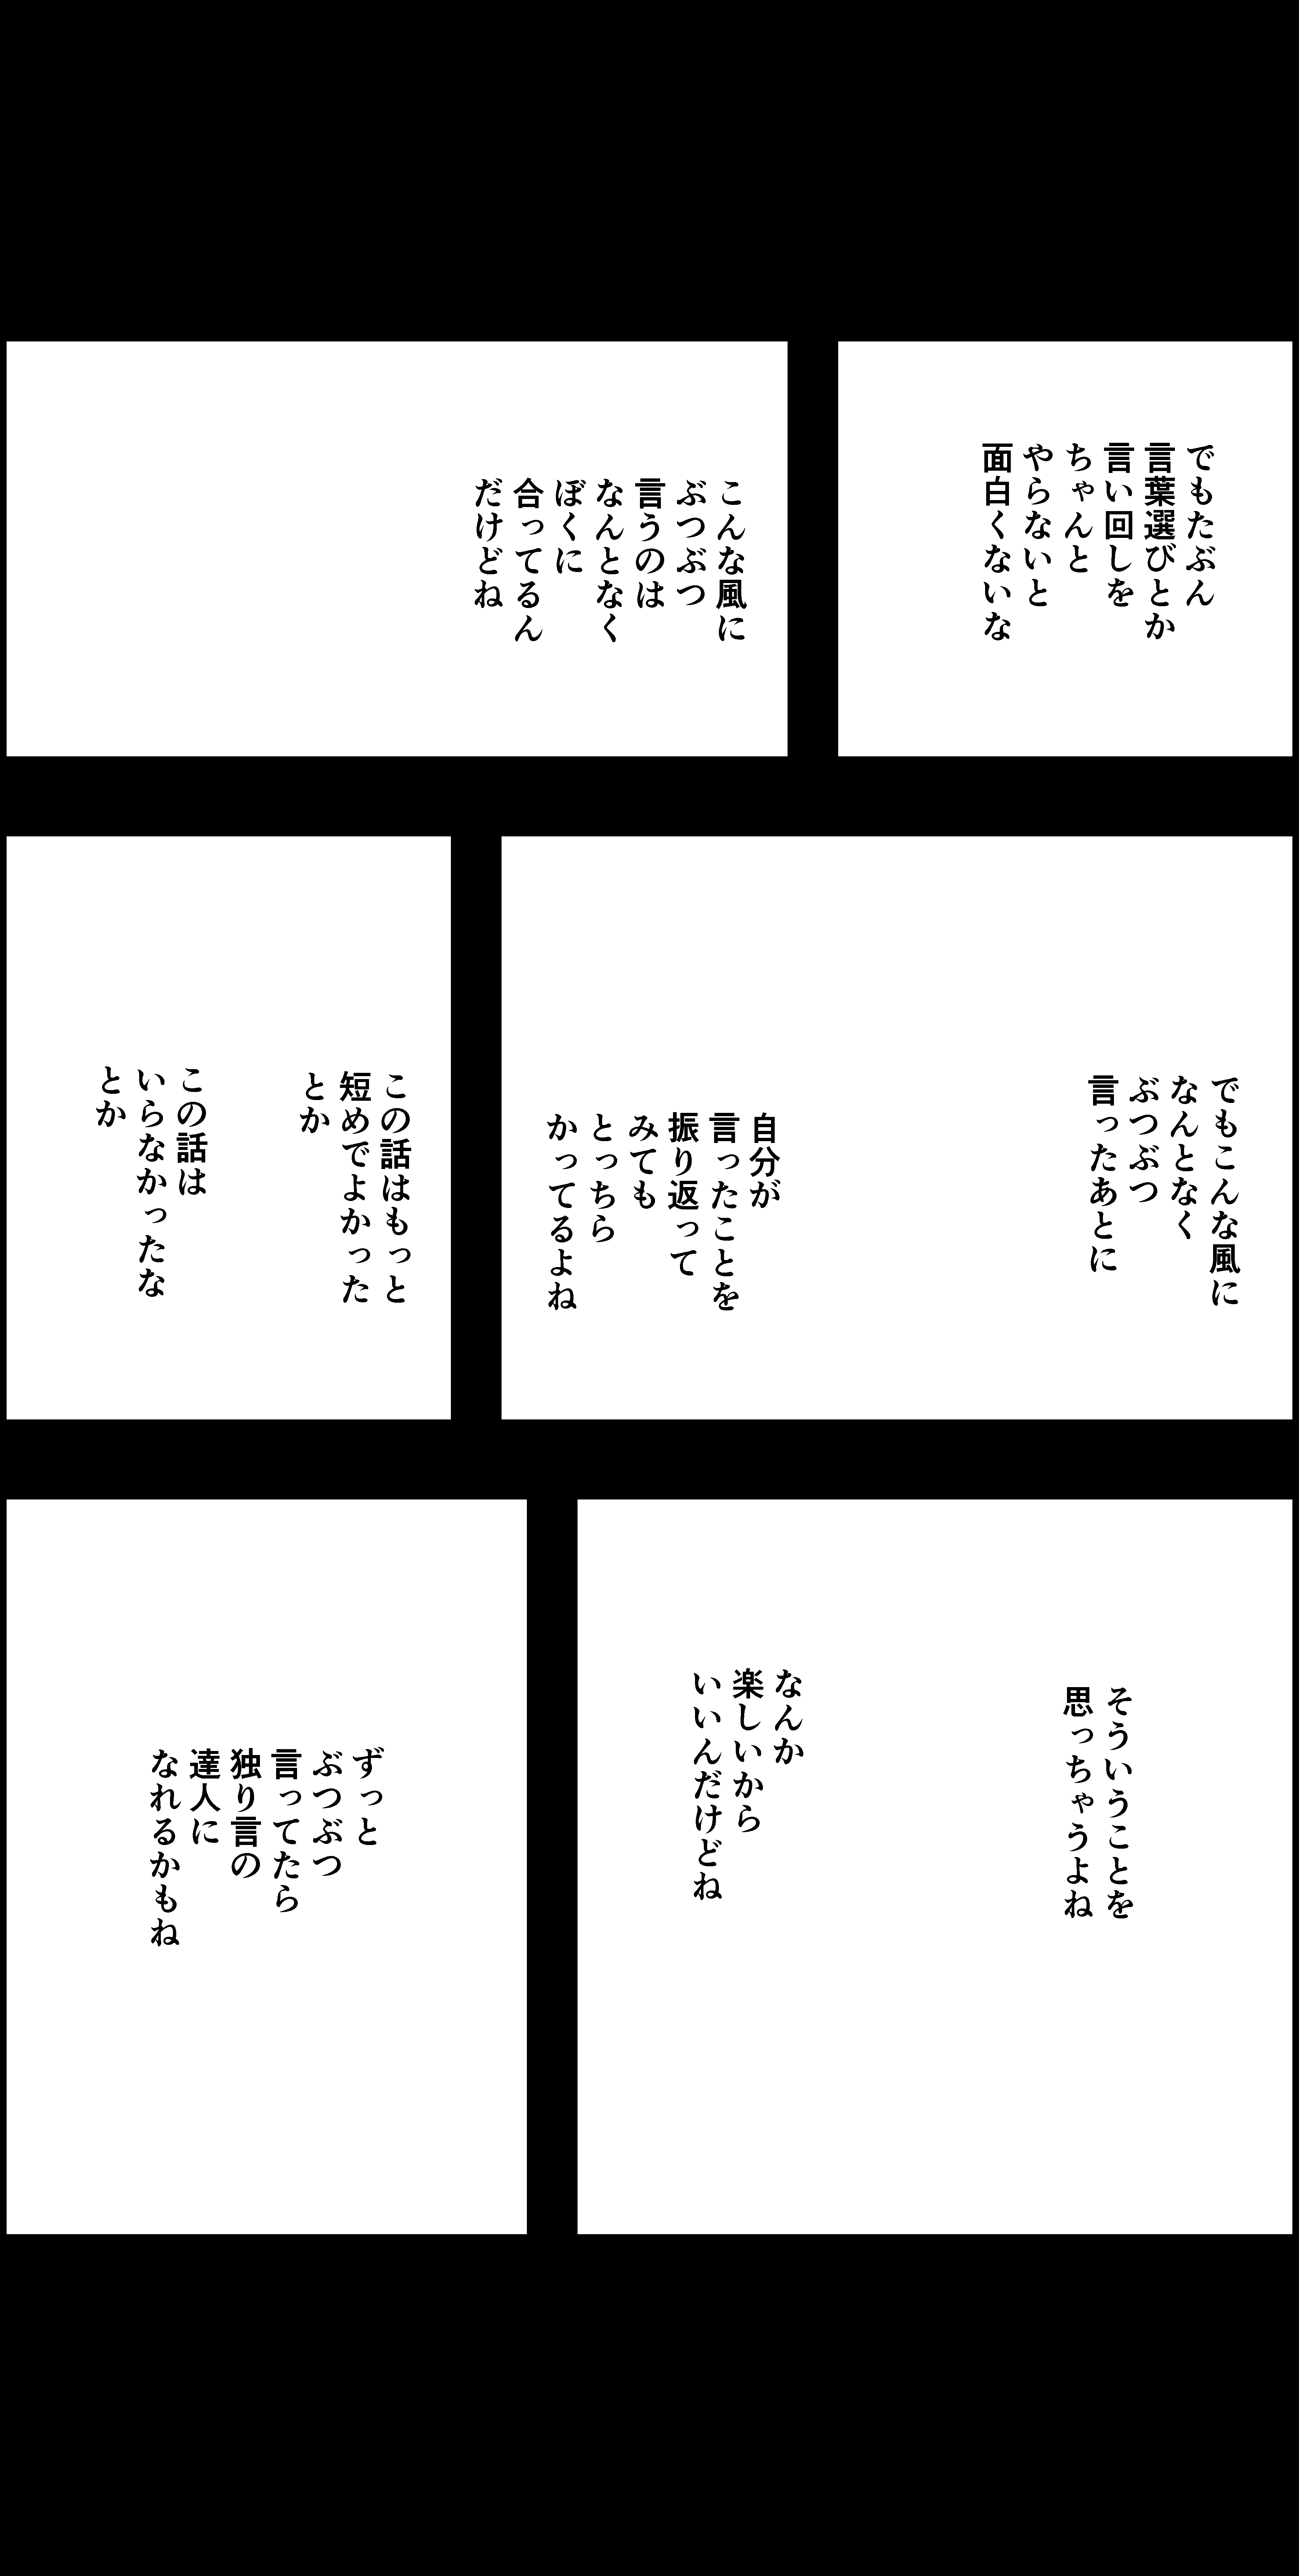 でもたぶん
言葉選びとか
言い回しを
ちゃんと
やらないと
面白くないな
こんな風に
ぶつぶつ
言うのは
なんとなく
ぼくに
合ってるん
だけどね
でもこんな風に
なんとなく
ぶつぶつ
言ったあとに
自分が
言ったことを
振り返って
みても
とっちら
かってるよね
この話はもっと
短めでよかった
とか
この話は
いらなかったな
とか
そういうことを
思っちゃうよね
なんか
楽しいから
いいんだけどね
ずっと
ぶつぶつ
言ってたら
独り言の
達人に
なれるかもね